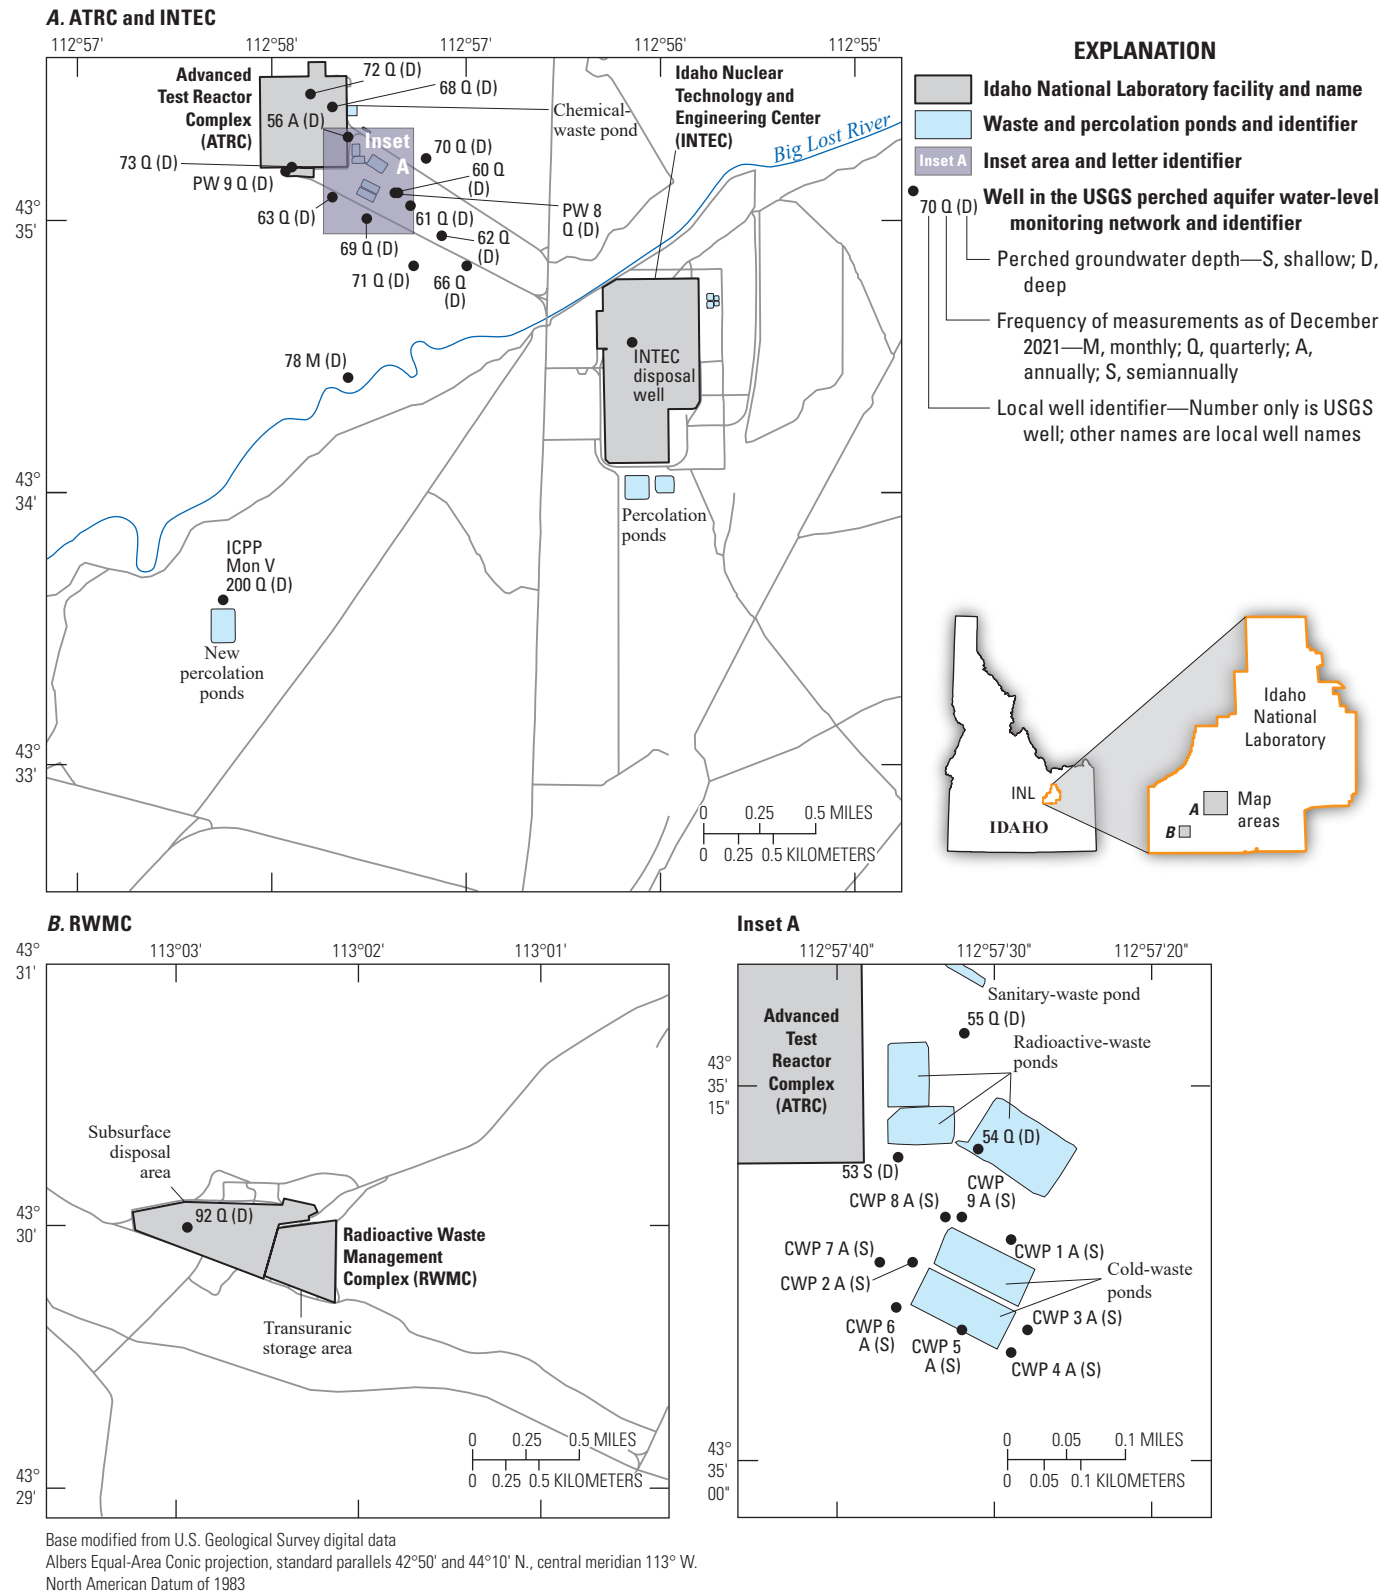 A. ATRC and INTEC
112°57'
112°58'
112°57'
112°56'
112°55'
Advanced
Test Reactor
Complex
(ATRC)
72 Q (D)
68 Q (D)
56 A (D)
Chemical-
waste pond
Inset
A
73 Q (D)
PW 9 Q (D)
70 Q (D)
60 Q
(D)
PW 8
Q (D)
63 Q (D)
61 Q (D)
69 Q (D)
62 Q
(D)
71 Q (D)
66 Q
(D)
Idaho Nuclear
Technology and
Engineering Center
(INTEC)
Big Lost River
43°
35'
INTEC
disposal
well
78 M (D)
43°
34'
Percolation
ponds
ICPP
Mon V
200 Q (D)
New
percolation
ponds
43°
33'
0 0.25 0.5 MILES
0 0.25 0.5 KILOMETERS
EXPLANATION
Idaho National Laboratory facility and name
Waste and percolation ponds and identifier
Inset A
Inset area and letter identifier
70 Q (D)
Well in the USGS perched aquifer water-level
monitoring network and identifier
Perched groundwater depth—S, shallow; D,
deep
Frequency of measurements as of December
2021—M, monthly; Q, quarterly; A,
annually; S, semiannually
Local well identifier—Number only is USGS
well; other names are local well names
INL
IDAHO
Idaho
National
Laboratory
A
B
Map
areas
B. RWMC
43°
31'
113°03'
113°02'
113°01'
Subsurface
disposal
area
92 Q (D)
43°
30'
Radioactive Waste
Management
Complex (RWMC)
Transuranic
storage area
43°
29'
0 0.25 0.5 MILES
0 0.25 0.5 KILOMETERS
Inset A
112°57'40"
112°57'30"
112°57'20"
Advanced
Test
Reactor
Complex
(ATRC)
Sanitary-waste pond
55 Q (D)
Radioactive-waste
ponds
43°
35'
15"
54 Q (D)
53 S (D)
CWP 8 A (S)
CWP
9 A (S)
CWP 7 A (S)
CWP 1 A (S)
CWP 2 A (S)
Cold-waste
ponds
CWP 6
A (S)
CWP 5
A (S)
CWP 3 A (S)
CWP 4 A (S)
43°
35'
00"
0 0.05 0.1 MILES
0 0.05 0.1 KILOMETERS
Base modified from U.S. Geological Survey digital data
Albers Equal-Area Conic projection, standard parallels 42°50' and 44°10' N., central meridian 113° W.
North American Datum of 1983